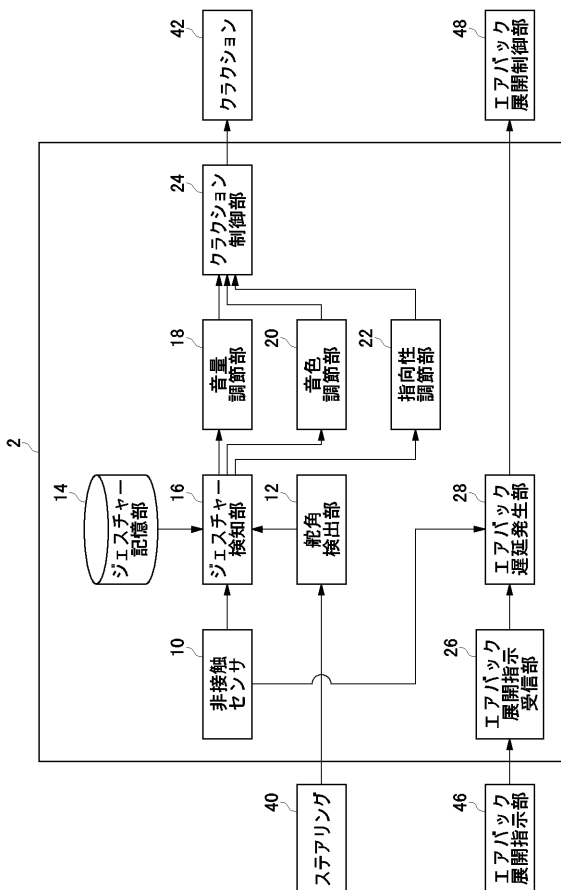 2
14
ジェスチャー
記憶部
10
非接触
センサ
16
ジェスチャー
検知部
18
音量
調節部
24
クラクション
制御部
42
クラクション
12
舵角
検出部
20
音色
調節部
22
指向性
調節部
40
ステアリング
46
エアバック
展開指示部
26
エアバック
展開指示
受信部
28
エアバック
遅延発生部
48
エアバック
展開制御部